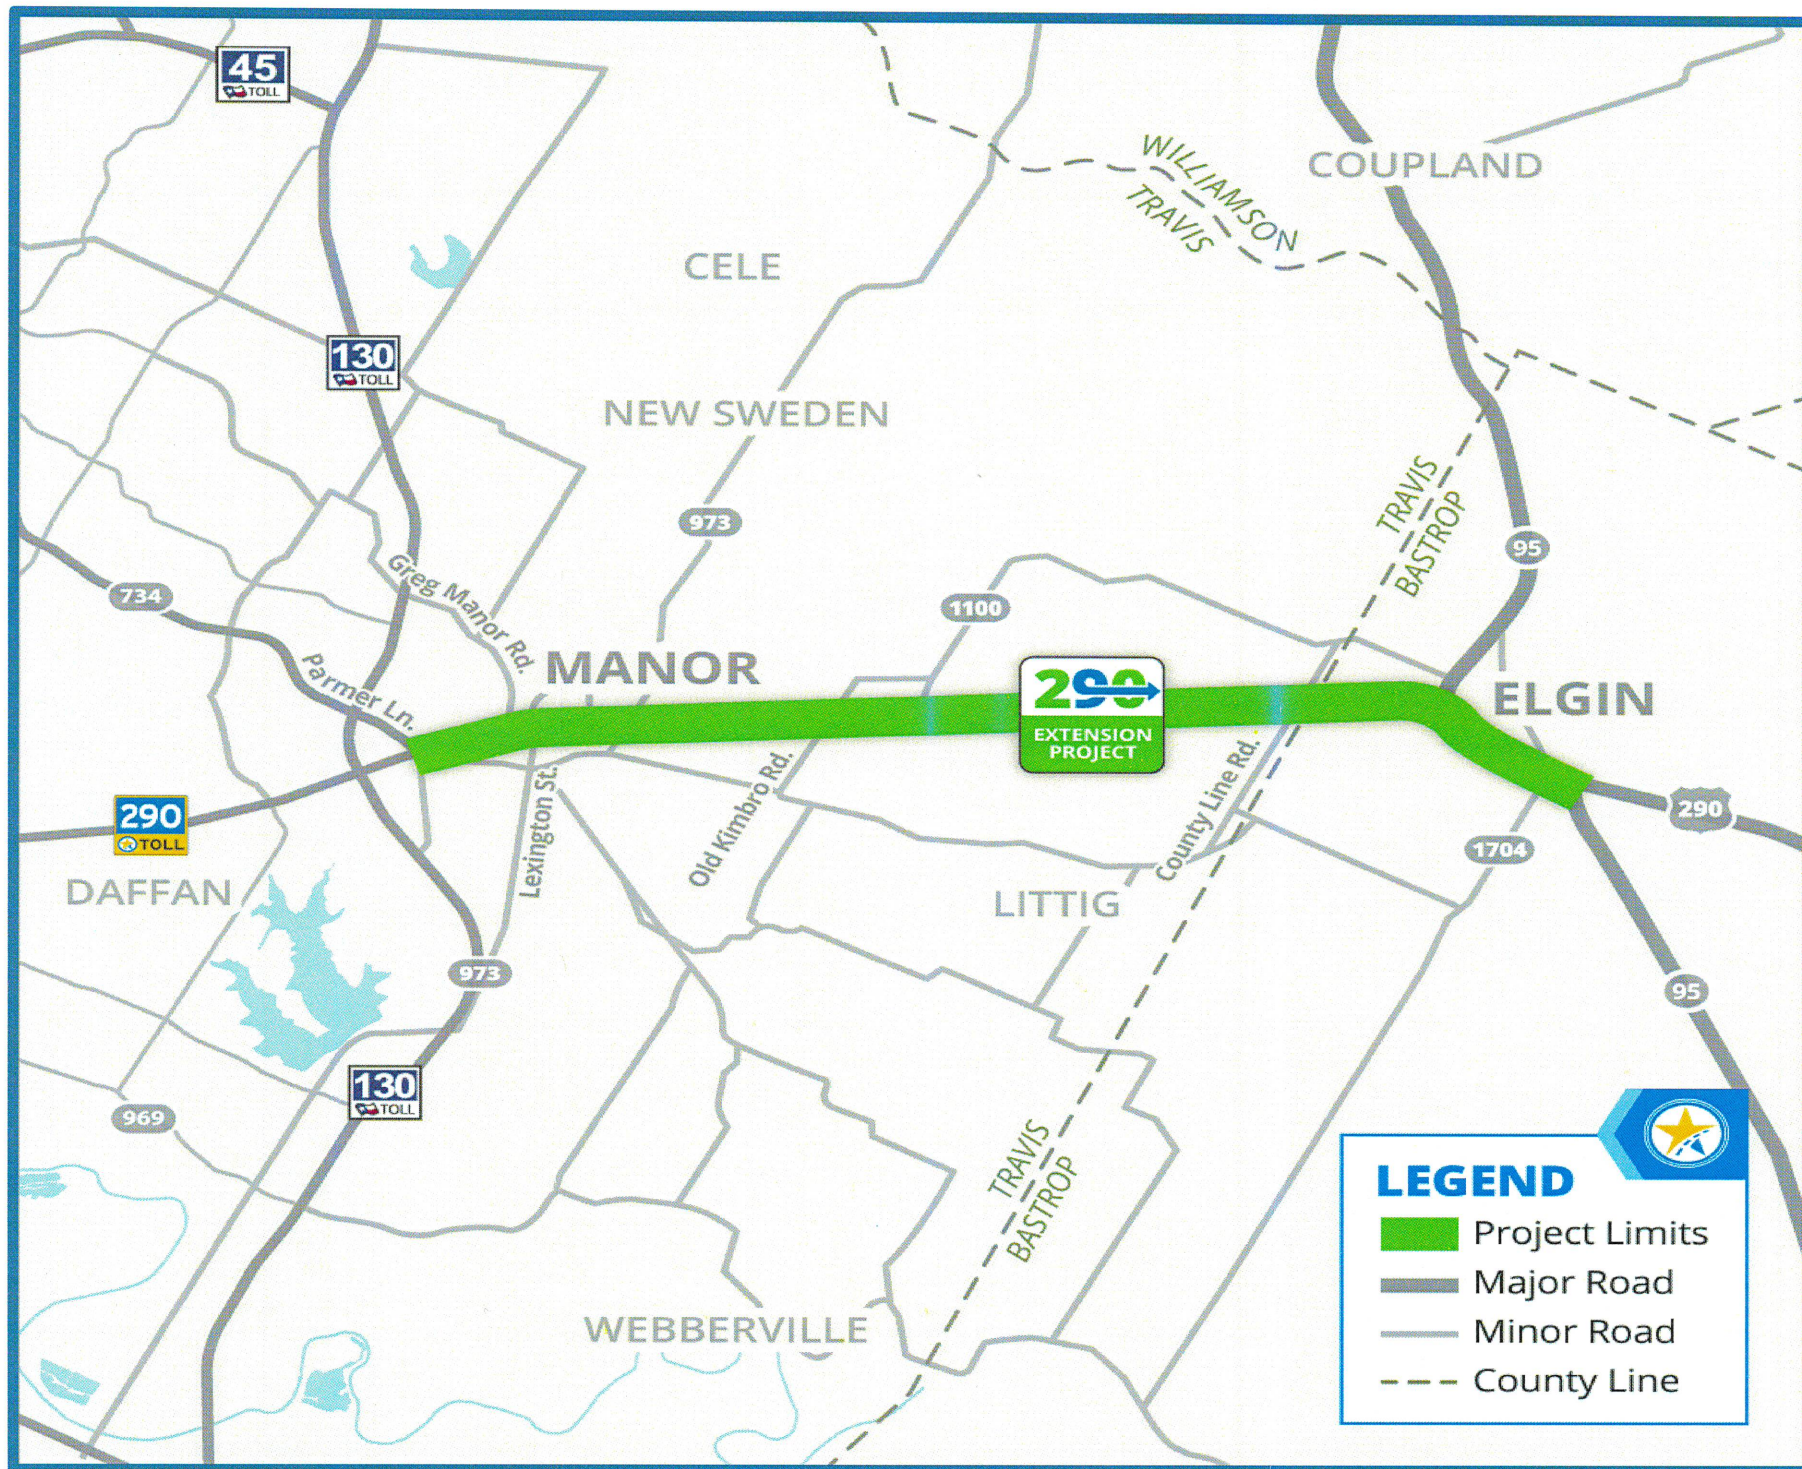 45
TOLL
WILLIAMSON
TRAVIS
COUPLAND
CELE
130
TOLL
NEW SWEDEN
973
TRAVIS
BASTROP
95
734
Greg Manor Rd.
1100
Parmer Ln.
MANOR
290
EXTENSION
PROJECT
ELGIN
290
TOLL
Lexington St.
Old Kimbro Rd.
County Line Rd.
290
1704
DAFFAN
LITTIG
973
95
130
TOLL
969
TRAVIS
BASTROP
WEBBERVILLE
LEGEND
Project Limits
Major Road
Minor Road
County Line